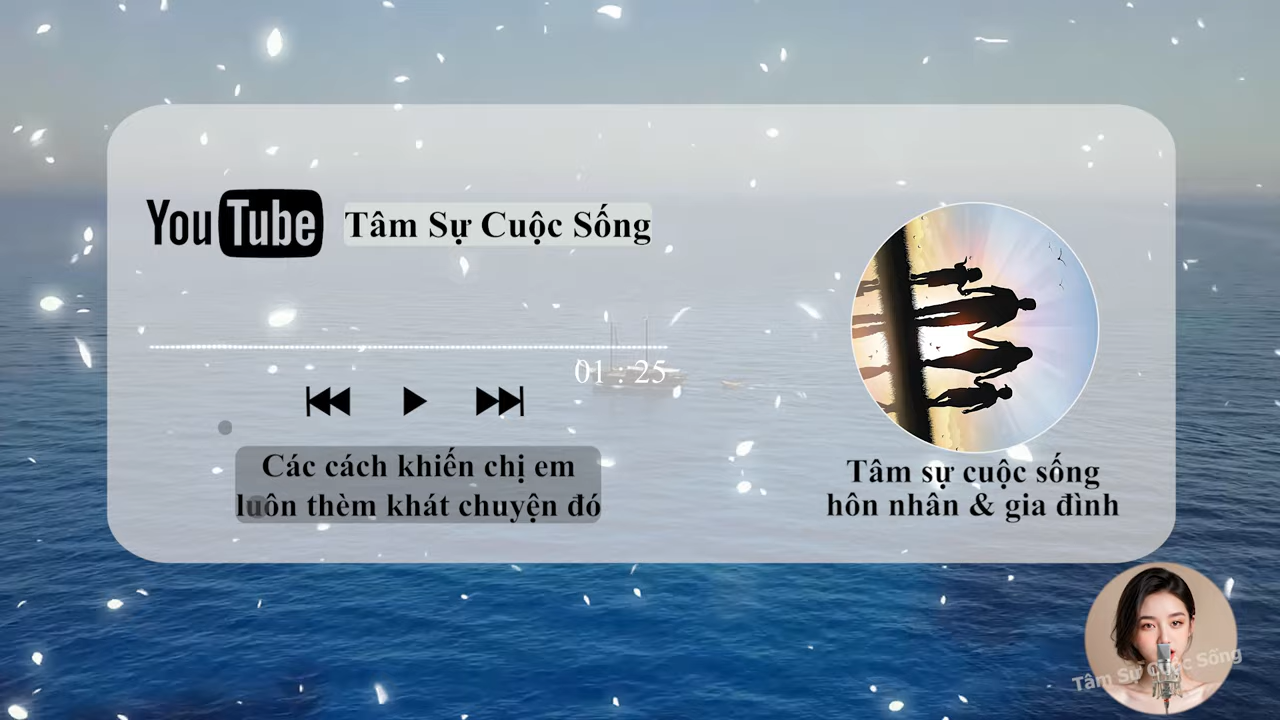 YouTube
Tâm Sự Cuộc Sống
01 : 25
Các cách khiến chị em
luôn thèm khát chuyện đó
Tâm sự cuộc sống
hôn nhân & gia đình
Tâm Sự Cuộc Sống